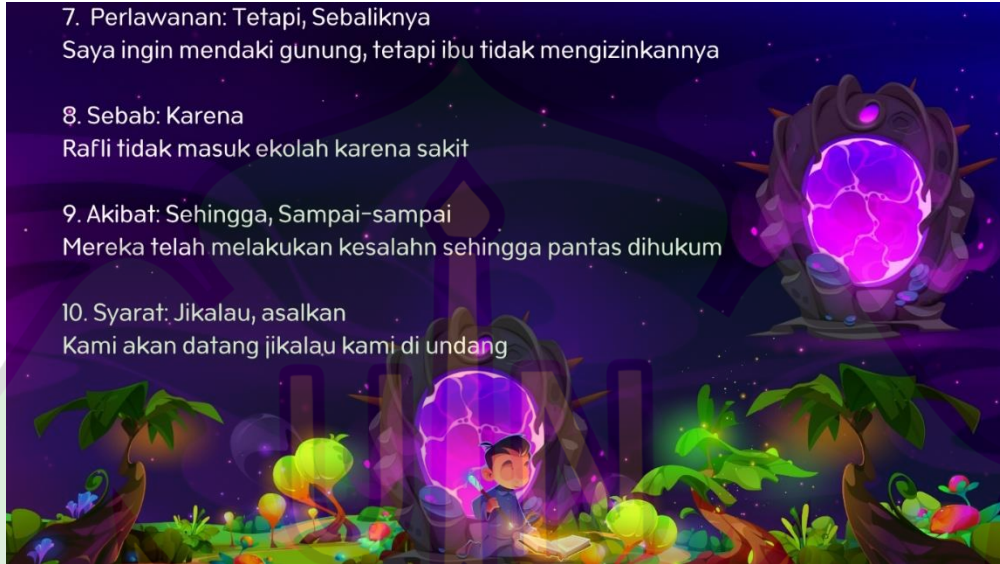 7. Perlawanan: Tetapi, Sebaliknya
Saya ingin mendaki gunung, tetapi ibu tidak mengizinkannya
8. Sebab: Karena
Rafli tidak masuk ekolah karena sakit
9. Akibat: Sehingga, Sampai-sampai
Mereka telah melakukan kesalahn sehingga pantas dihukum
10. Syarat: Jikalau, asalkan
Kami akan datang jikalau kami di undang
UIN